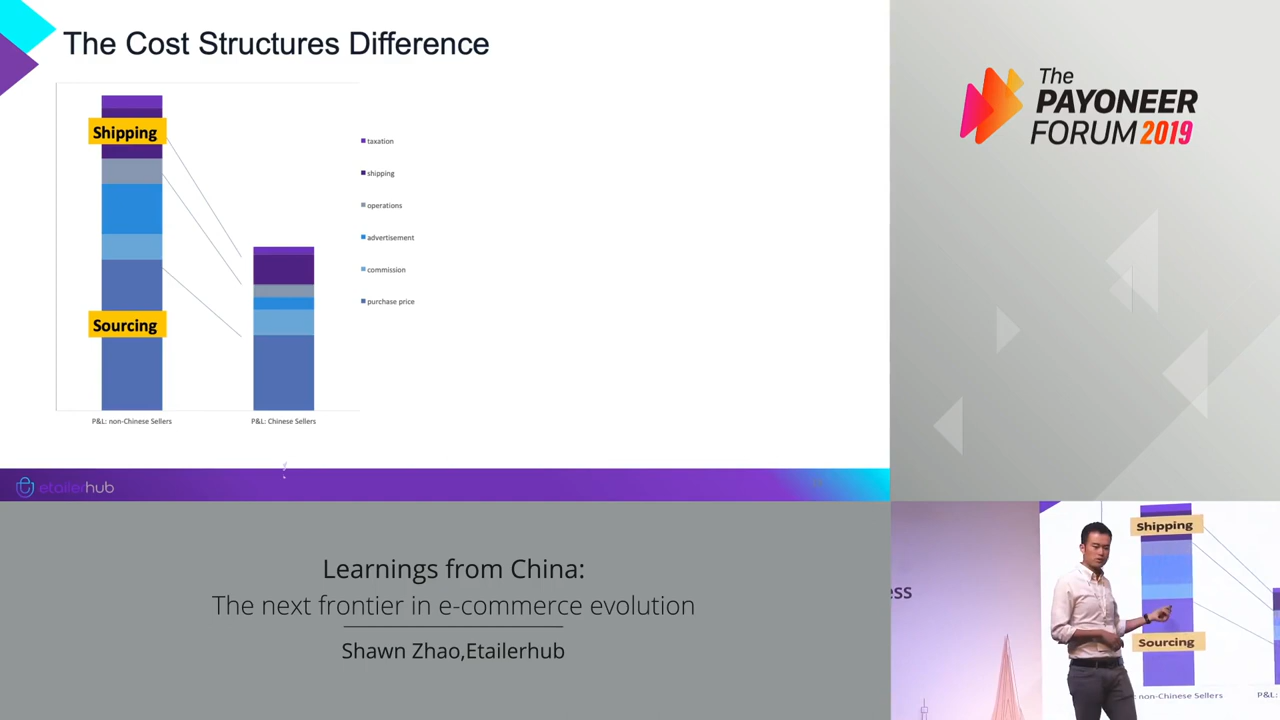 The Cost Structures Difference
Shipping
Sourcing
taxation
shipping
operations
advertisement
commission
purchase price
P&L: non-Chinese Sellers
P&L: Chinese Sellers
etailerhub
The
PAYONEER
FORUM 2019
Learnings from China:
The next frontier in e-commerce evolution
Shawn Zhao,Etailerhub
ess
Shipping
Sourcing
non-Chinese Sellers
P&L: